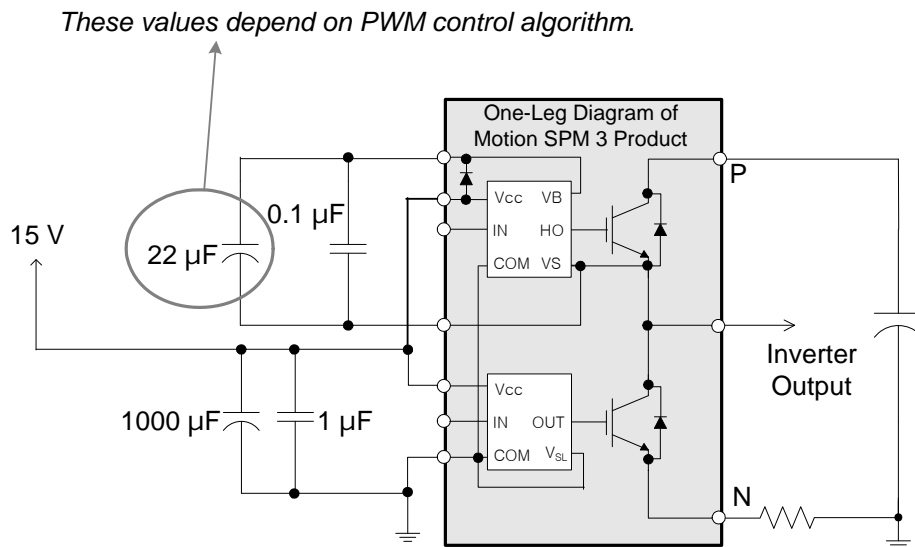 These values depend on PWM control algorithm.
One-Leg Diagram of
Motion SPM 3 Product
P
Vcc VB
0.1 µF
IN HO
15 V
22 µF
COM VS
Inverter
Output
Vcc
1000 µF
1 µF
IN OUT
COM VSL
N